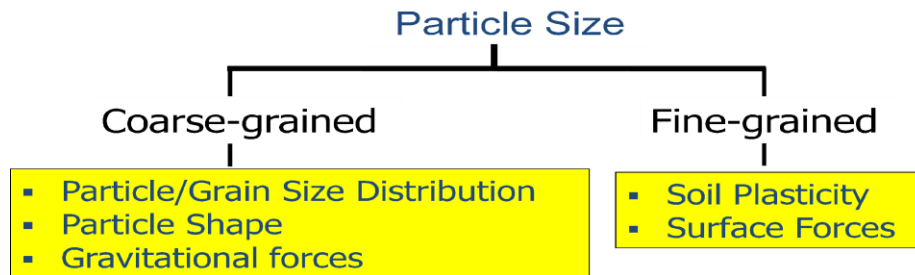 Particle Size
Coarse-grained
Fine-grained
▪ Particle/Grain Size Distribution
▪ Particle Shape
▪ Gravitational forces
▪ Soil Plasticity
▪ Surface Forces